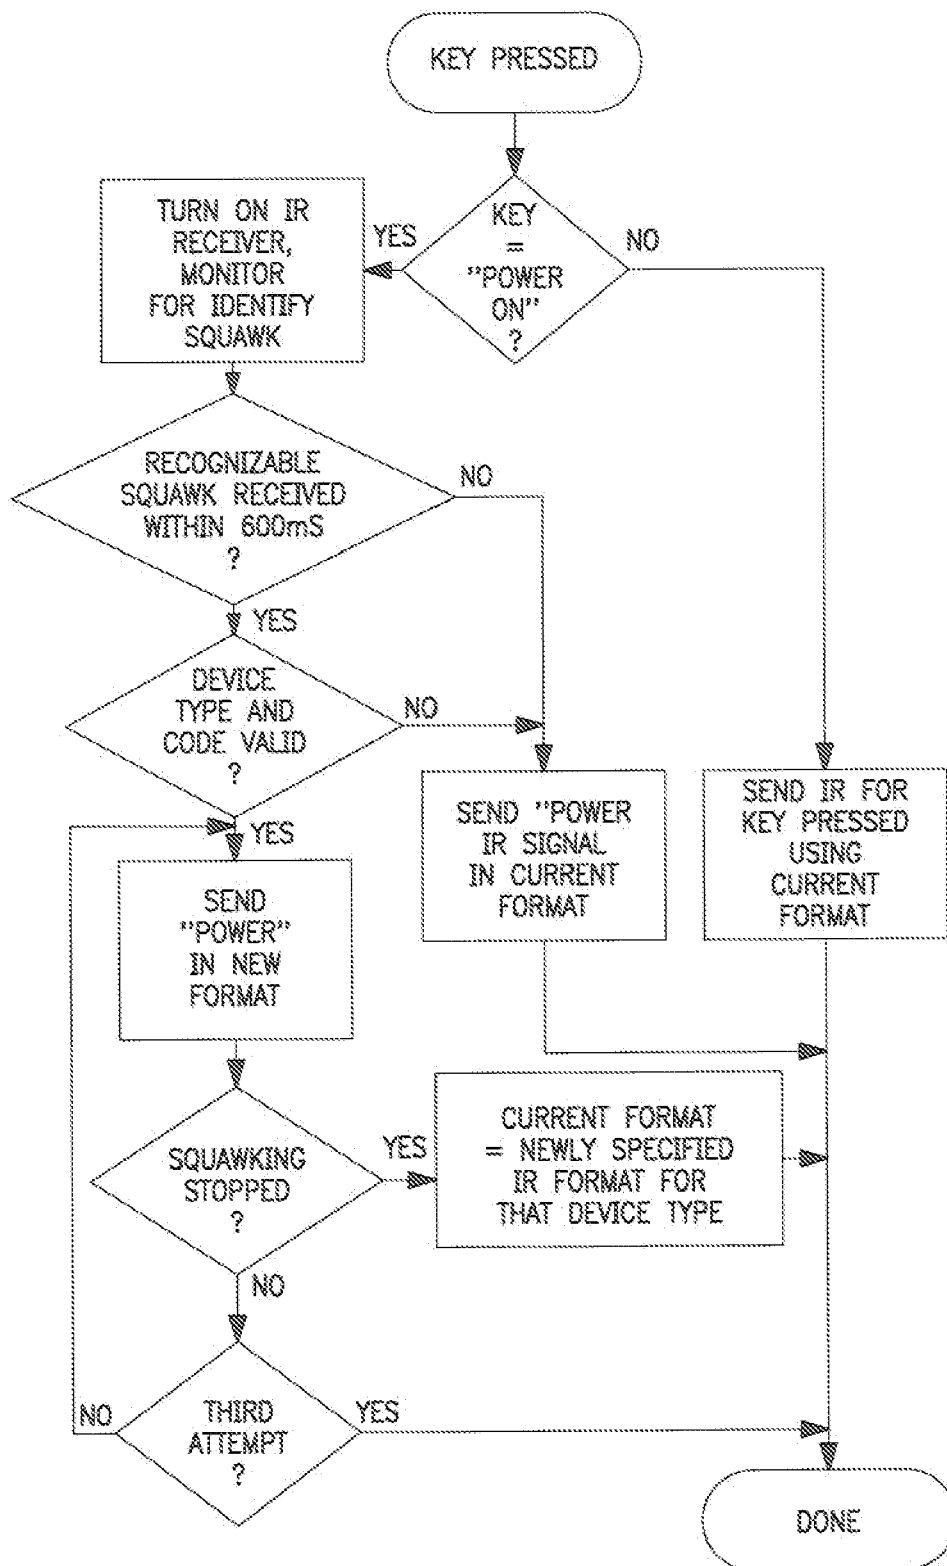 KEY PRESSED
KEY
=
"POWER
ON"
?
YES
NO
TURN ON IR
RECEIVER,
MONITOR
FOR IDENTIFY
SQUAWK
RECOGNIZABLE
SQUAWK RECEIVED
WITHIN 600mS
?
NO
YES
DEVICE
TYPE AND
CODE VALID
?
NO
YES
SEND "POWER
IR SIGNAL
IN CURRENT
FORMAT
SEND IR FOR
KEY PRESSED
USING
CURRENT
FORMAT
SEND
"POWER"
IN NEW
FORMAT
SQUAWKING
STOPPED
?
YES
CURRENT FORMAT
= NEWLY SPECIFIED
IR FORMAT FOR
THAT DEVICE TYPE
NO
THIRD
ATTEMPT
?
NO
YES
DONE